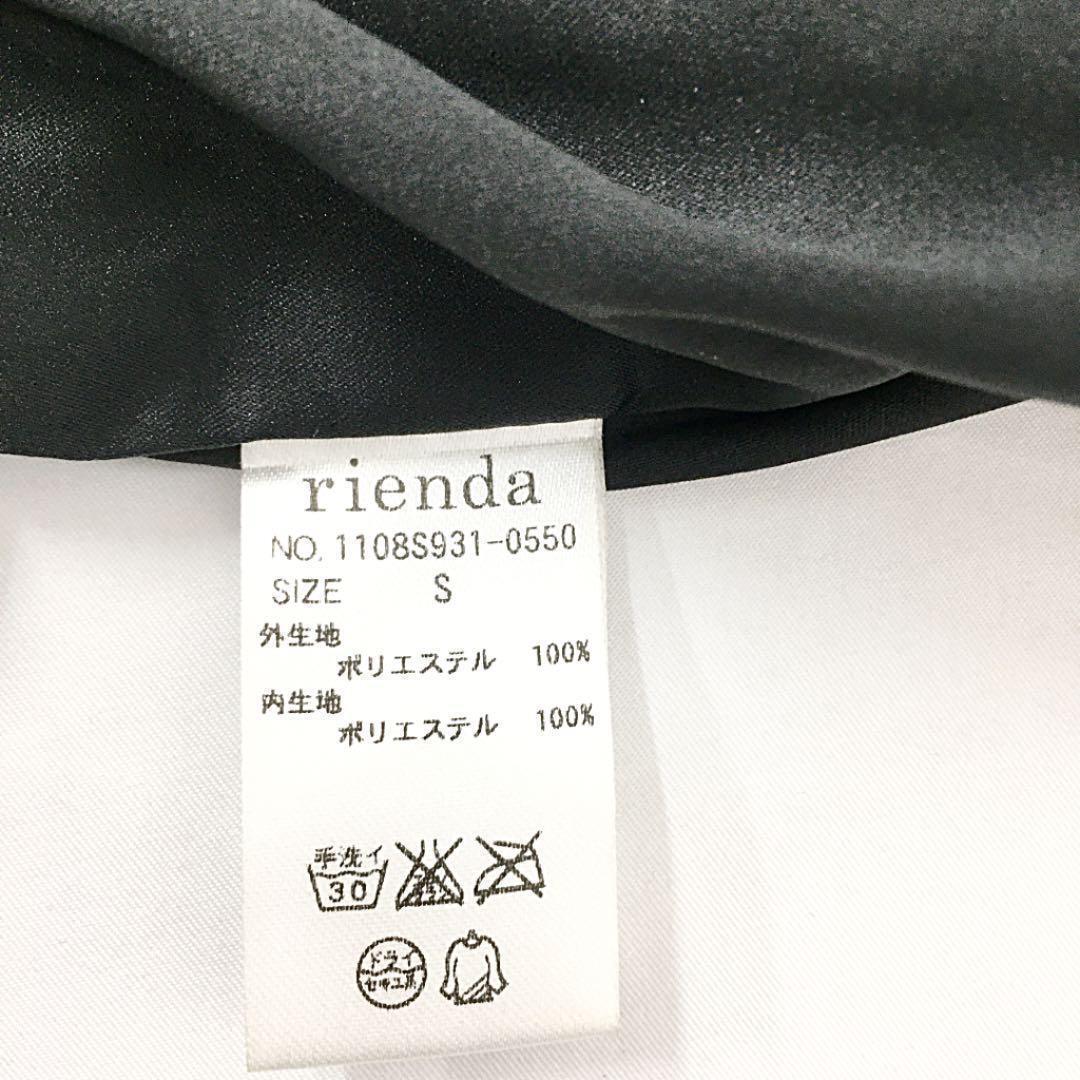 rienda
NO. 1108S931-0550
SIZE S
外生地
ポリエステル 100%
内生地
ポリエステル 100%
手洗イ
30
ドライ
セキユ系